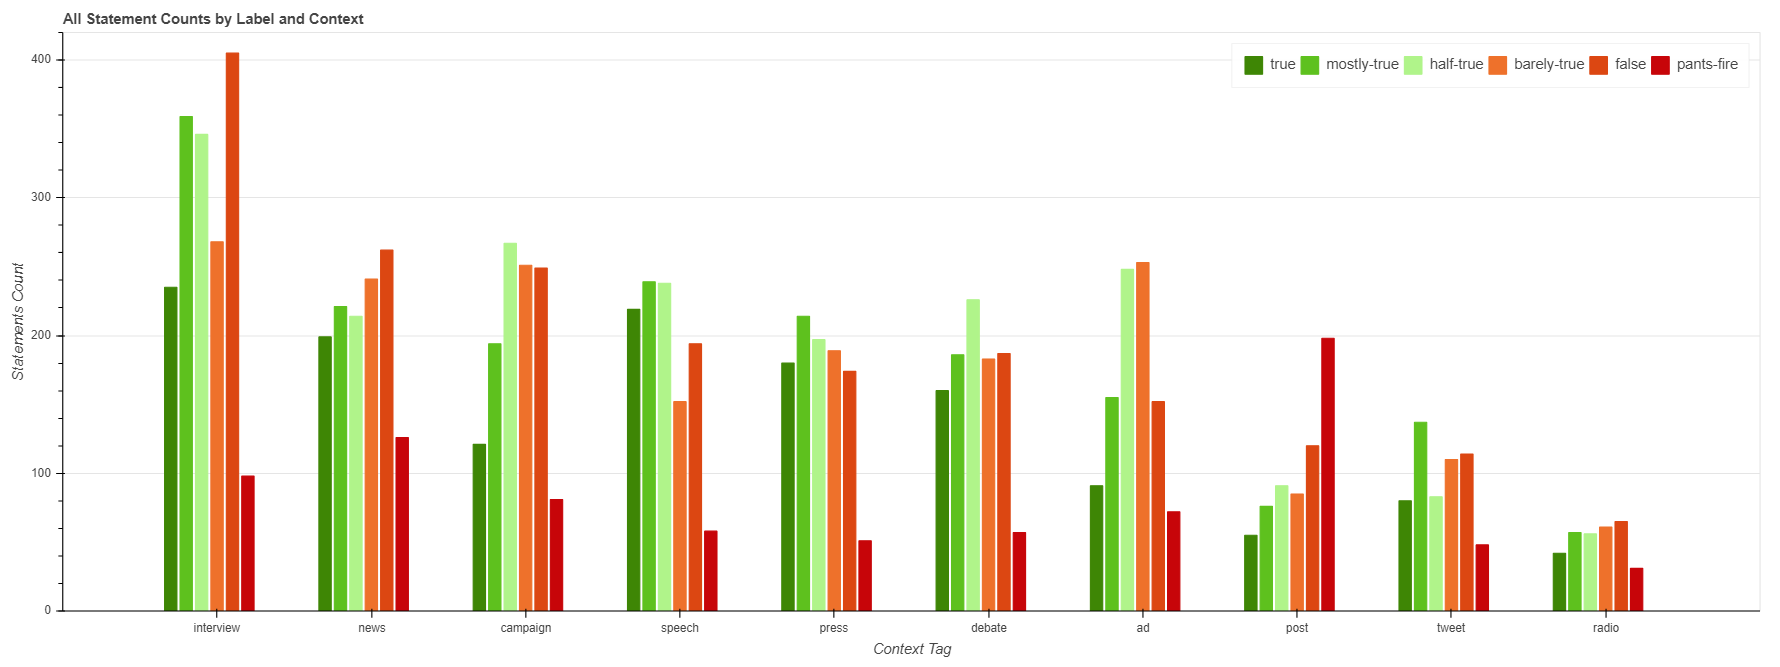 All Statement Counts by Label and Context
true mostly-true half-true barely-true false pants-fire
400
300
200
100
0
Statements Count
interview news campaign speech press debate ad post tweet radio
Context Tag